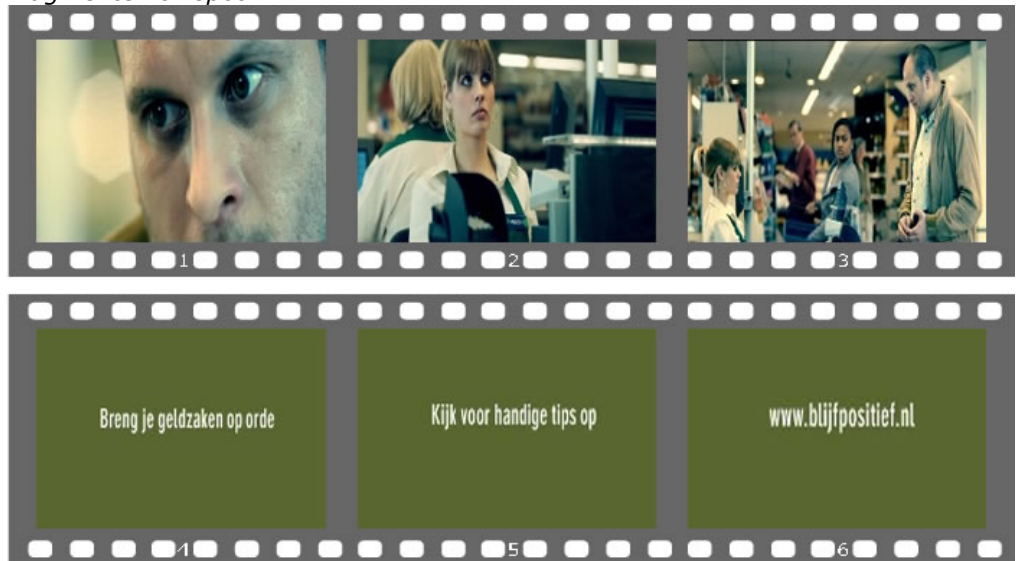 1 2 3
Breng je geldzaken op orde
Kijk voor handige tips op
www.blijfpositief.nl
4 5 6